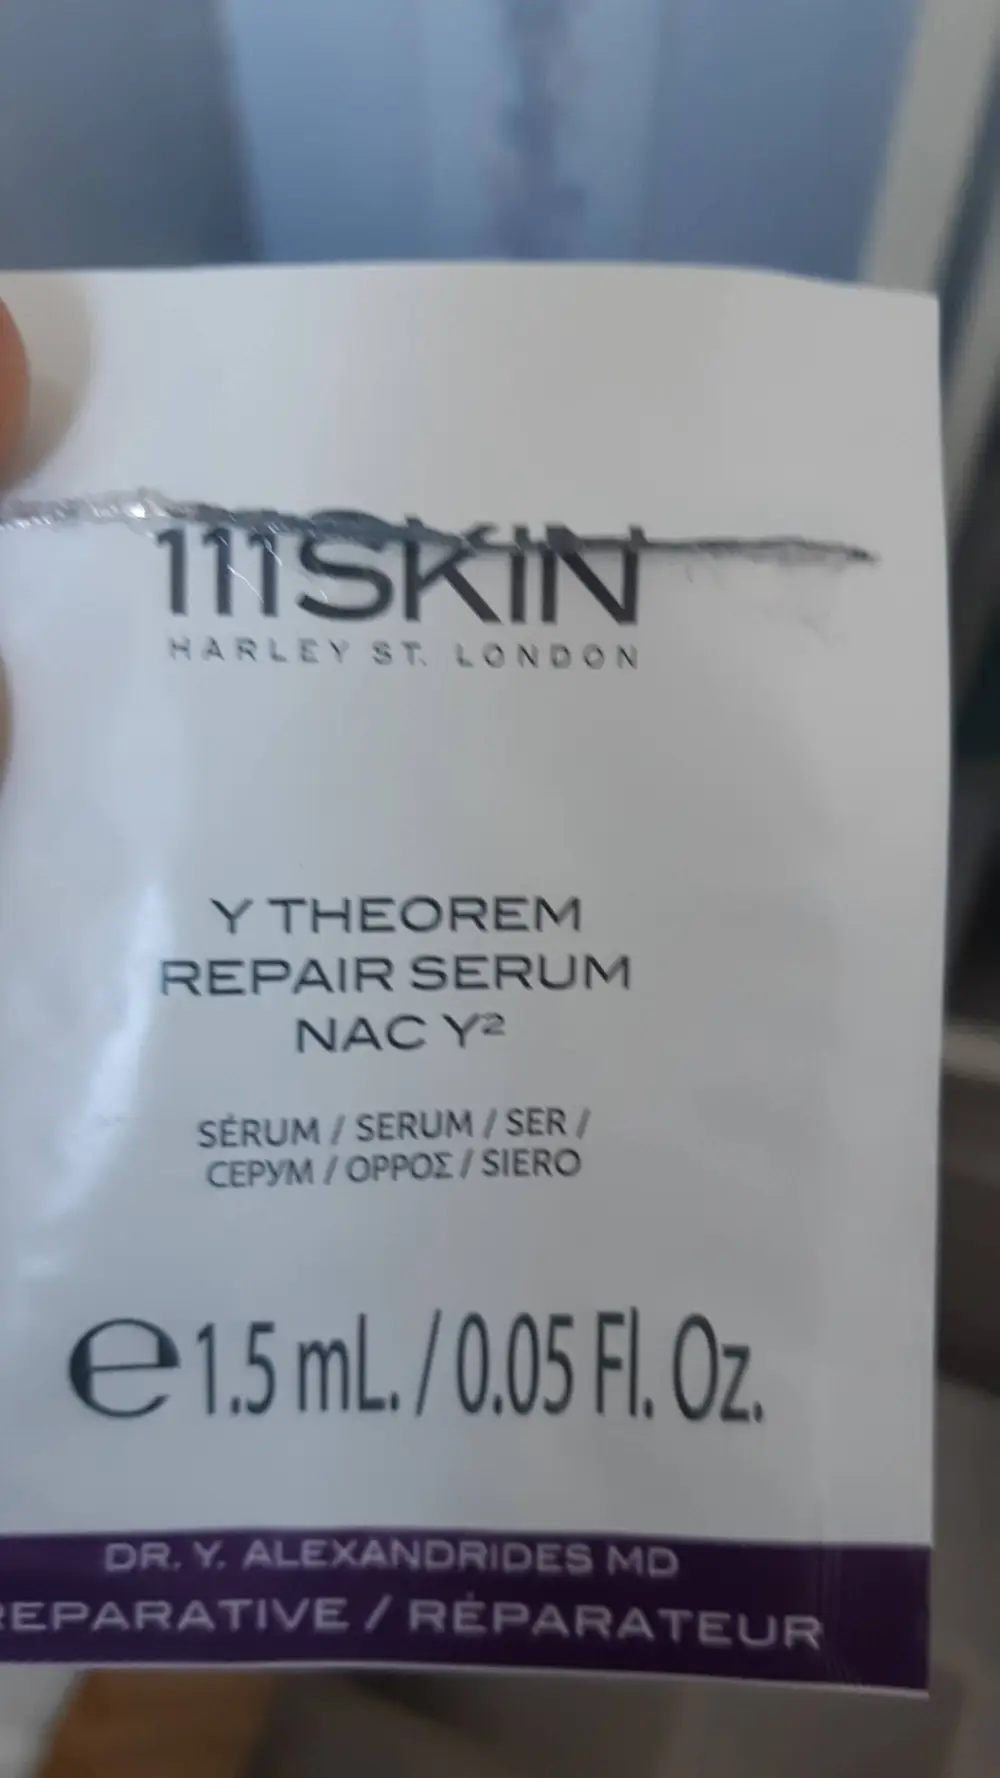 111SKIN
HARLEY ST. LONDON
Y THEOREM
REPAIR SERUM
NAC Y²
SÉRUM / SERUM / SER /
СЕРУМ / ΟΡΡΟΣ / SIERO
℮ 1.5 mL. / 0.05 Fl. Oz.
DR. Y. ALEXANDRIDES MD
REPARATIVE / RÉPARATEUR